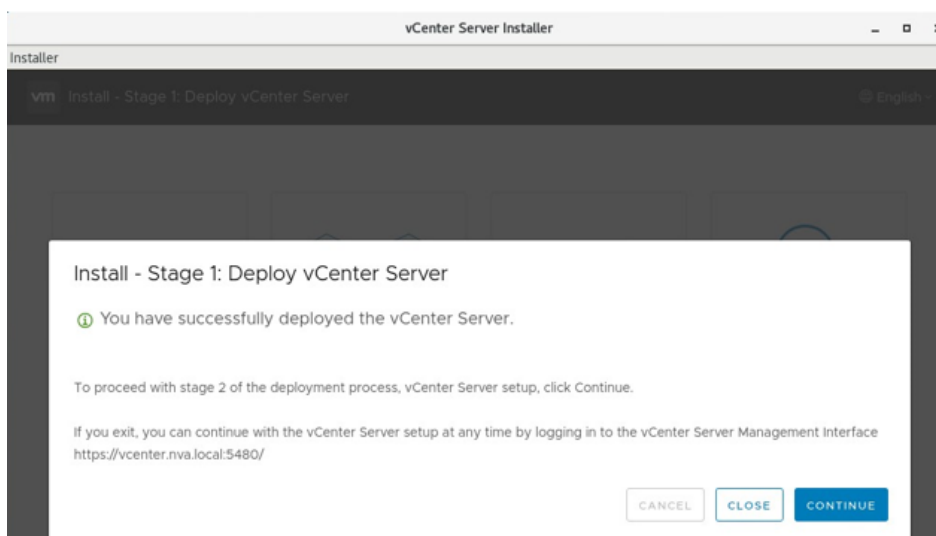 vCenter Server Installer
Installer
vm Install - Stage 1: Deploy vCenter Server English
Install - Stage 1: Deploy vCenter Server
You have successfully deployed the vCenter Server.
To proceed with stage 2 of the deployment process, vCenter Server setup, click Continue.
If you exit, you can continue with the vCenter Server setup at any time by logging in to the vCenter Server Management Interface
https://vcenter.nva.local:5480/
CANCEL CLOSE CONTINUE